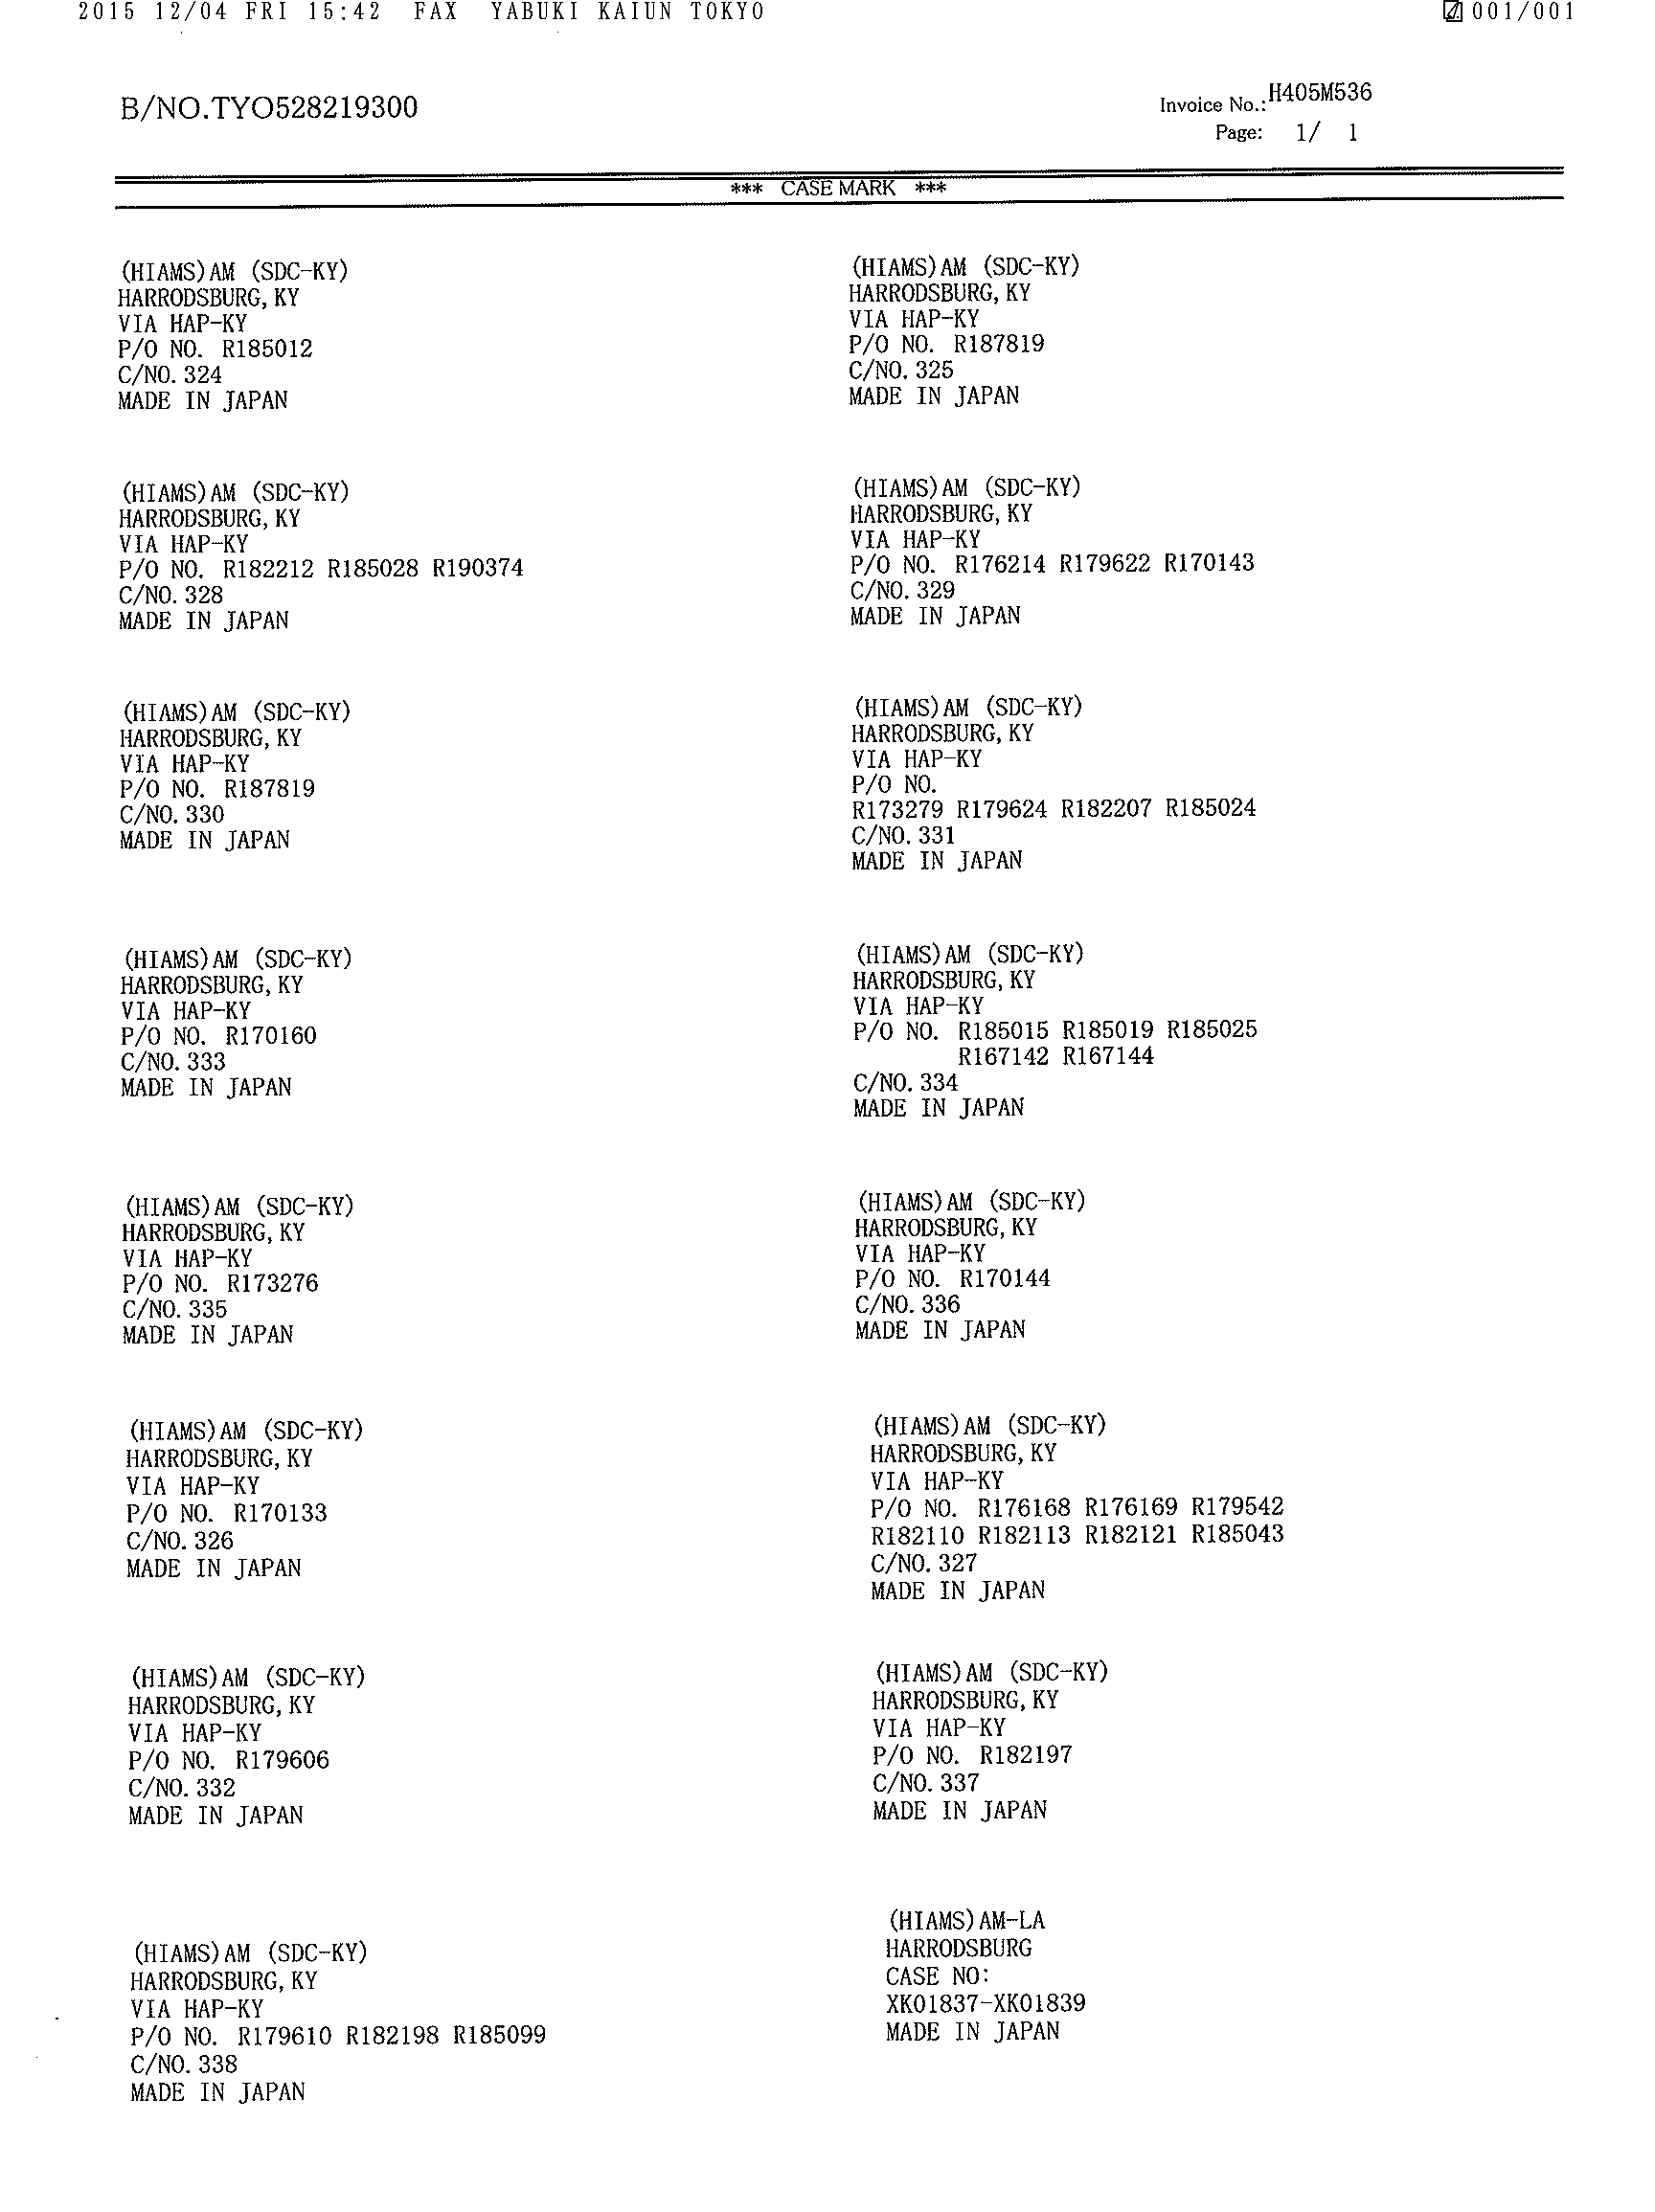 2015 12/04 FRI 15:42 FAX YABUKI KAIUN TOKYO 001/001
B/NO.TYO528219300
Invoice No.: H405M536
Page: 1/ 1
*** CASE MARK ***
(HIAMS)AM (SDC-KY)
HARRODSBURG, KY
VIA HAP-KY
P/O NO. R185012
C/NO. 324
MADE IN JAPAN
(HIAMS)AM (SDC-KY)
HARRODSBURG, KY
VIA HAP-KY
P/O NO. R187819
C/NO. 325
MADE IN JAPAN
(HIAMS)AM (SDC-KY)
HARRODSBURG, KY
VIA HAP-KY
P/O NO. R182212 R185028 R190374
C/NO. 328
MADE IN JAPAN
(HIAMS)AM (SDC-KY)
HARRODSBURG, KY
VIA HAP-KY
P/O NO. R176214 R179622 R170143
C/NO. 329
MADE IN JAPAN
(HIAMS)AM (SDC-KY)
HARRODSBURG, KY
VIA HAP-KY
P/O NO. R187819
C/NO. 330
MADE IN JAPAN
(HIAMS)AM (SDC-KY)
HARRODSBURG, KY
VIA HAP-KY
P/O NO.
R173279 R179624 R182207 R185024
C/NO. 331
MADE IN JAPAN
(HIAMS)AM (SDC-KY)
HARRODSBURG, KY
VIA HAP-KY
P/O NO. R170160
C/NO. 333
MADE IN JAPAN
(HIAMS)AM (SDC-KY)
HARRODSBURG, KY
VIA HAP-KY
P/O NO. R185015 R185019 R185025
R167142 R167144
C/NO. 334
MADE IN JAPAN
(HIAMS)AM (SDC-KY)
HARRODSBURG, KY
VIA HAP-KY
P/O NO. R173276
C/NO. 335
MADE IN JAPAN
(HIAMS)AM (SDC-KY)
HARRODSBURG, KY
VIA HAP-KY
P/O NO. R170144
C/NO. 336
MADE IN JAPAN
(HIAMS)AM (SDC-KY)
HARRODSBURG, KY
VIA HAP-KY
P/O NO. R170133
C/NO. 326
MADE IN JAPAN
(HIAMS)AM (SDC-KY)
HARRODSBURG, KY
VIA HAP-KY
P/O NO. R176168 R176169 R179542
R182110 R182113 R182121 R185043
C/NO. 327
MADE IN JAPAN
(HIAMS)AM (SDC-KY)
HARRODSBURG, KY
VIA HAP-KY
P/O NO. R179606
C/NO. 332
MADE IN JAPAN
(HIAMS)AM (SDC-KY)
HARRODSBURG, KY
VIA HAP-KY
P/O NO. R182197
C/NO. 337
MADE IN JAPAN
(HIAMS)AM (SDC-KY)
HARRODSBURG, KY
VIA HAP-KY
P/O NO. R179610 R182198 R185099
C/NO. 338
MADE IN JAPAN
(HIAMS)AM-LA
HARRODSBURG
CASE NO:
XK01837-XK01839
MADE IN JAPAN